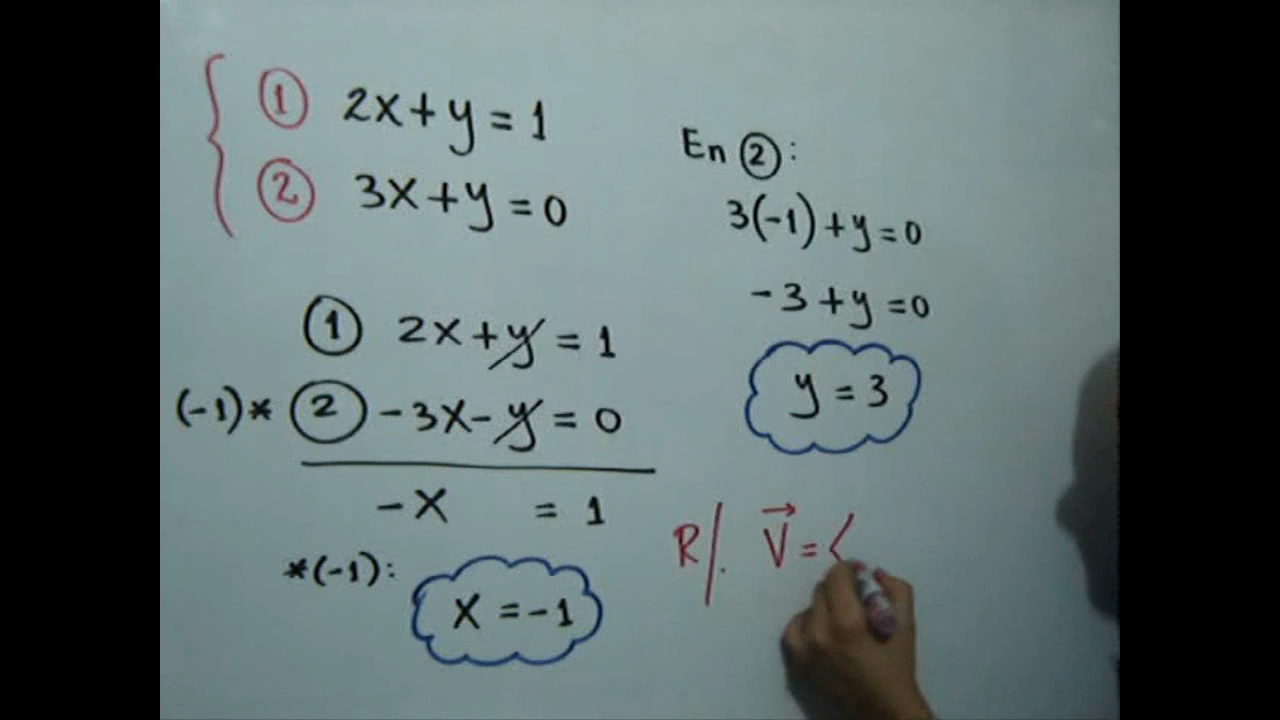 ① 2x+y=1
② 3x+y=0
① 2x+y=1
(-1)* ② -3x-y=0
-x = 1
*(-1):
x=-1
En ②:
3(-1)+y=0
-3+y=0
y=3
R/. V⃗=⟨